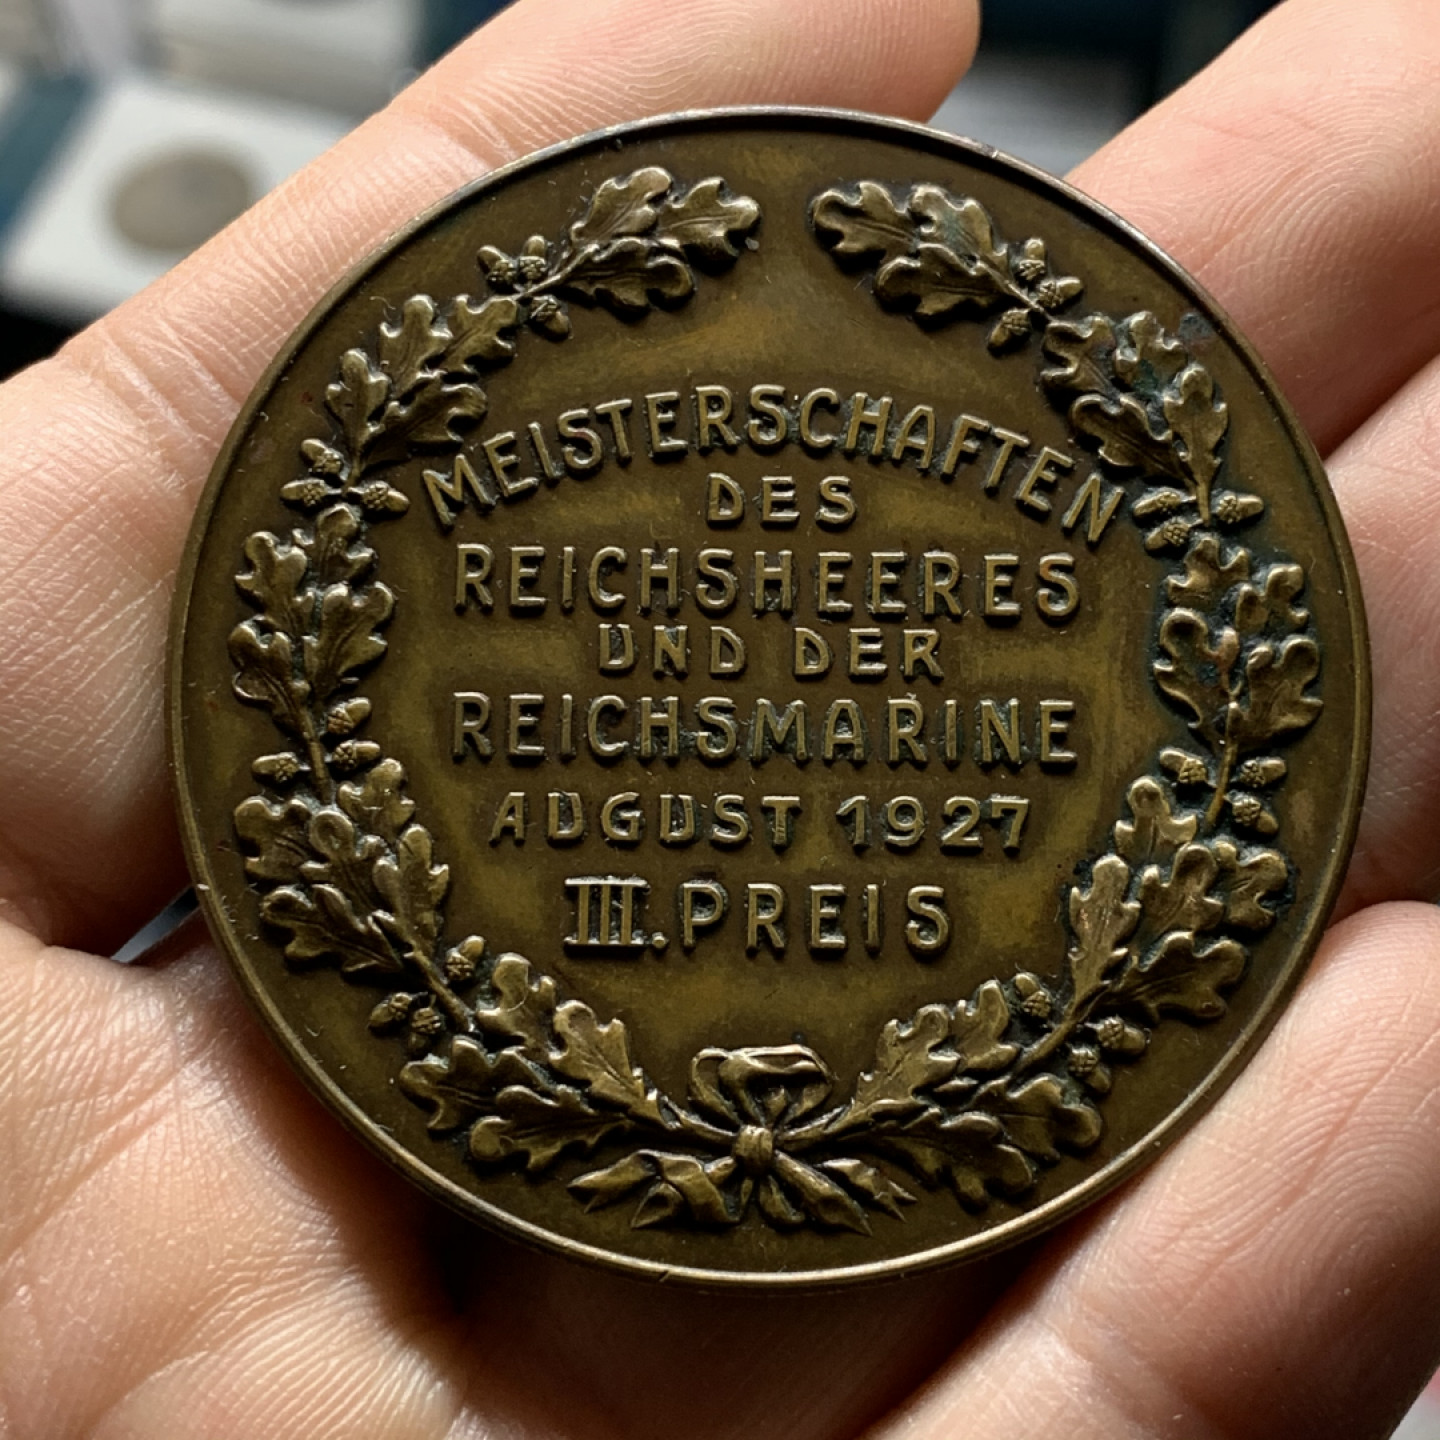 MEISTERSCHAFTEN
DES
REICHSHEERES
UND DER
REICHSMARINE
AUGUST 1927
III. PREIS